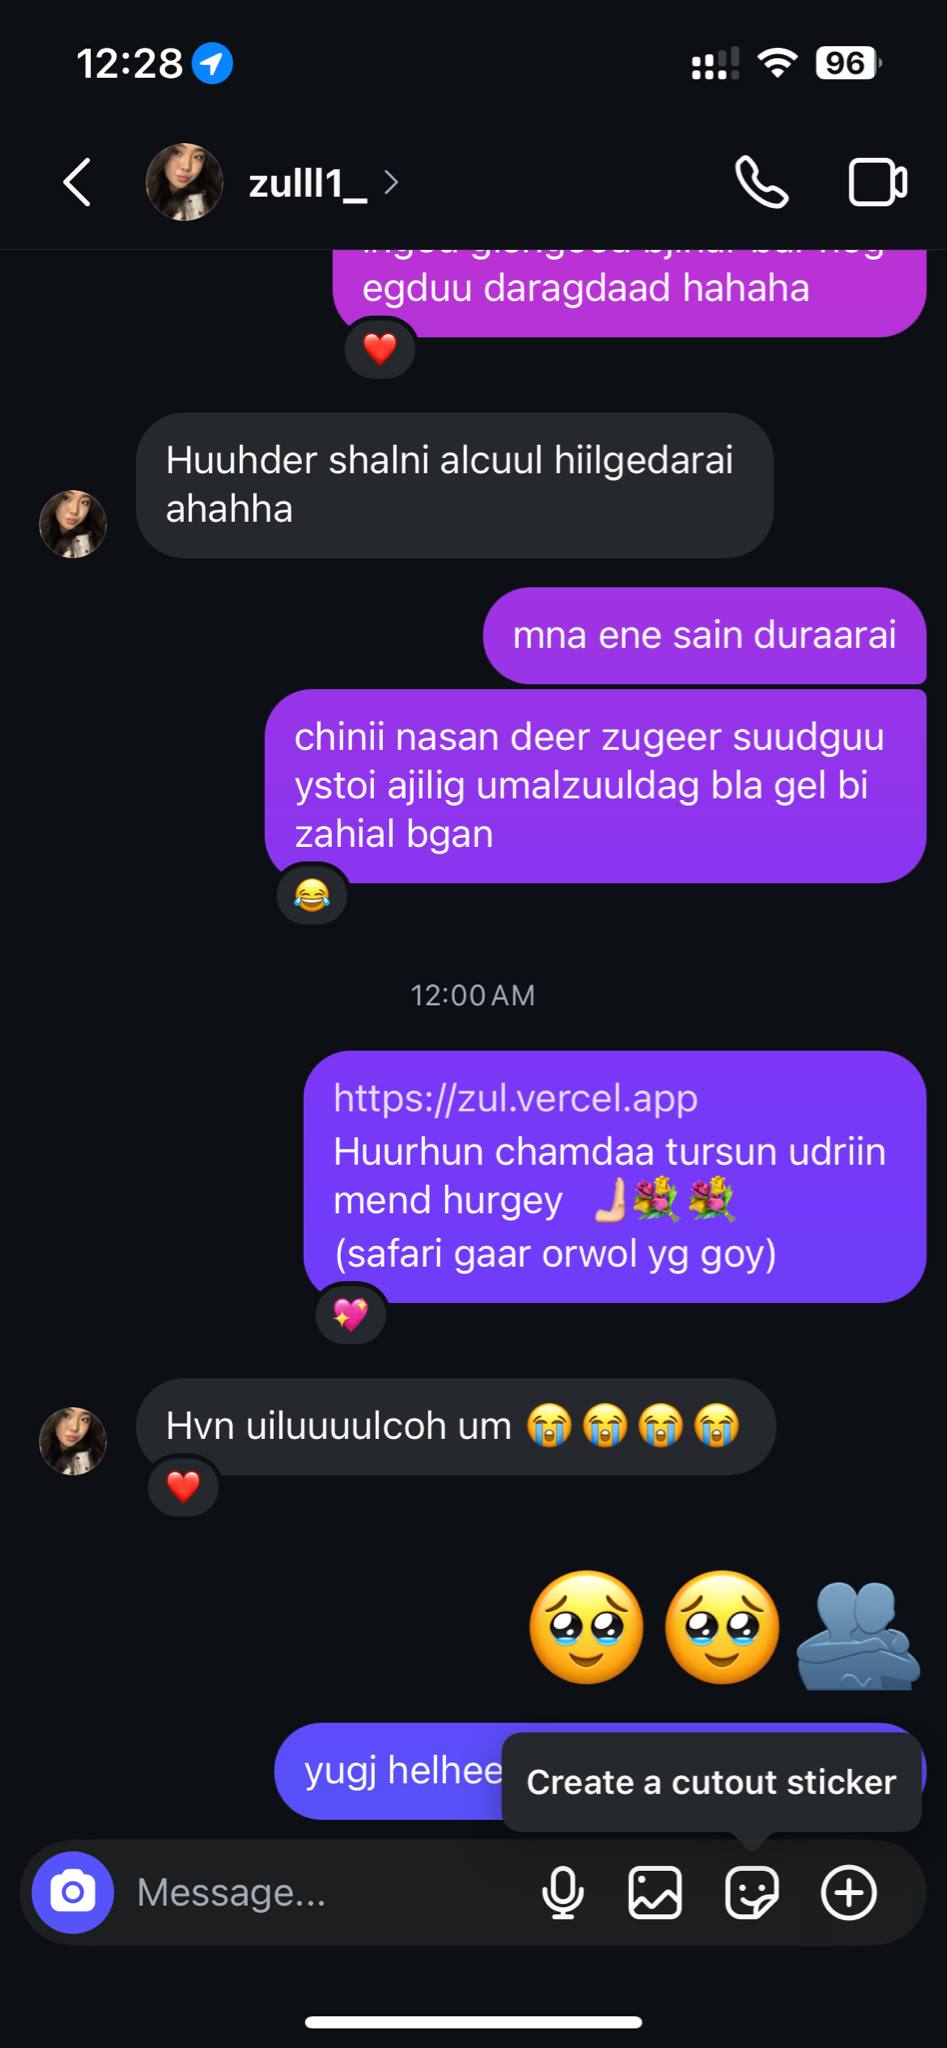 12:28
96
zulll1_
egduu daragdaad hahaha
❤️
Huuhder shalni alcuul hiilgedarai
ahahha
mna ene sain duraarai
chinii nasan deer zugeer suudguu
ystoi ajilig umalzuuldag bla gel bi
zahial bgan
😂
12:00 AM
https://zul.vercel.app
Huurhun chamdaa tursun udriin
mend hurgey 🫸🏻💐💐
(safari gaar orwol yg goy)
💖
Hvn uiluuuulcoh um 😭😭😭😭
❤️
🥹🥹🫂
yugj helhee
Create a cutout sticker
Message...